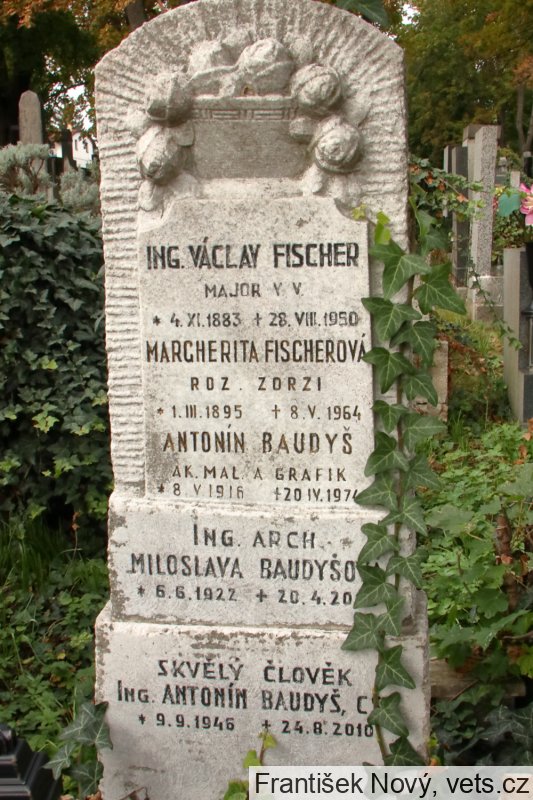 ING. VÁCLAV FISCHER
MAJOR V. V.
* 4. XI. 1883 + 28. VIII. 1950
MARGHERITA FISCHEROVÁ
ROZ. ZORZI
* 1. III. 1895 + 8. V. 1964
ANTONÍN BAUDYŠ
AK. MAL. A GRAFIK
* 8. V. 1916 + 20. IV. 197
ING. ARCH.
MILOSLAVA BAUDYŠO
* 6.6.1922 + 20.4.20
SKVĚLÝ ČLOVĚK
ING. ANTONÍN BAUDYŠ, C
* 9.9.1946 + 24.8.2010
František Nový, vets.cz